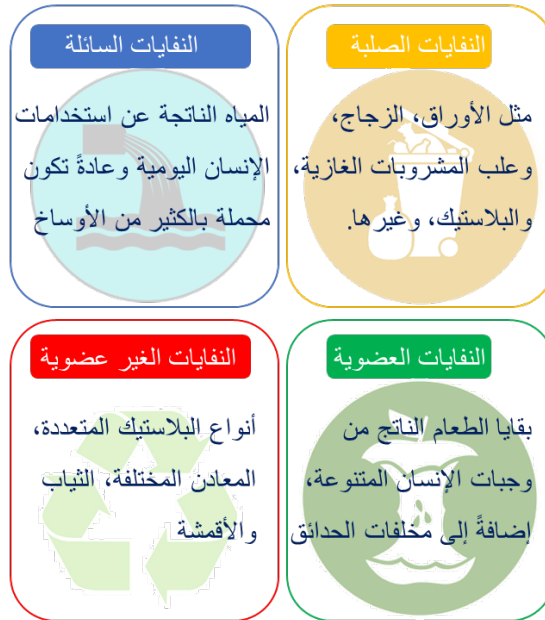 النفايات الصلبة
مثل الأوراق، الزجاج،
وعلب المشروبات الغازية،
والبلاستيك، وغيرها.
النفايات السائلة
المياه الناتجة عن استخدامات
الإنسان اليومية وعادةً تكون
محملة بالكثير من الأوساخ
النفايات العضوية
بقايا الطعام الناتج من
وجبات الإنسان المتنوعة،
إضافةً إلى مخلفات الحدائق
النفايات الغير عضوية
أنواع البلاستيك المتعددة،
المعادن المختلفة، الثياب
والأقمشة